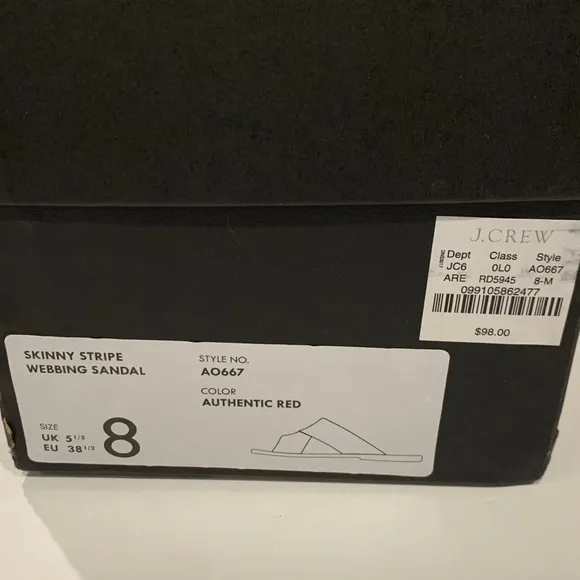 J.CREW
Dept Class Style
JC6 0L0 AO667
ARE RD5945 8-M
099105862477
$98.00
SKINNY STRIPE
WEBBING SANDAL
STYLE NO.
AO667
COLOR
AUTHENTIC RED
SIZE
UK 5 1/2
EU 38 1/2
8